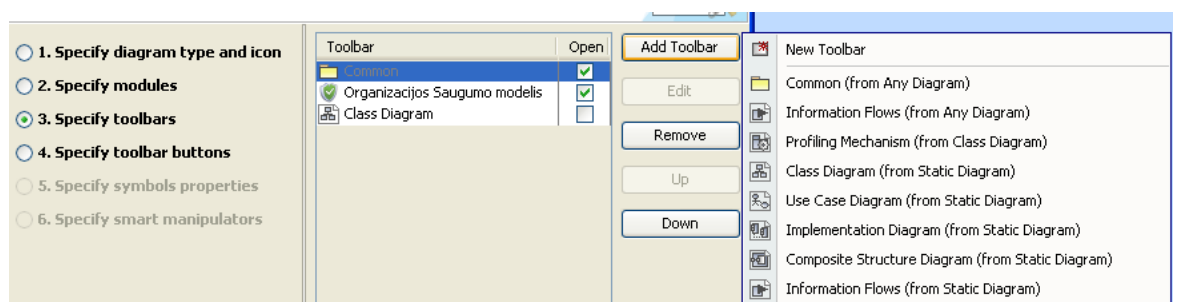 1. Specify diagram type and icon
2. Specify modules
3. Specify toolbars
4. Specify toolbar buttons
5. Specify symbols properties
6. Specify smart manipulators
Toolbar Open
Common
Organizacijos Saugumo modelis
Class Diagram
Add Toolbar
Edit
Remove
Up
Down
New Toolbar
Common (from Any Diagram)
Information Flows (from Any Diagram)
Profiling Mechanism (from Class Diagram)
Class Diagram (from Static Diagram)
Use Case Diagram (from Static Diagram)
Implementation Diagram (from Static Diagram)
Composite Structure Diagram (from Static Diagram)
Information Flows (from Static Diagram)